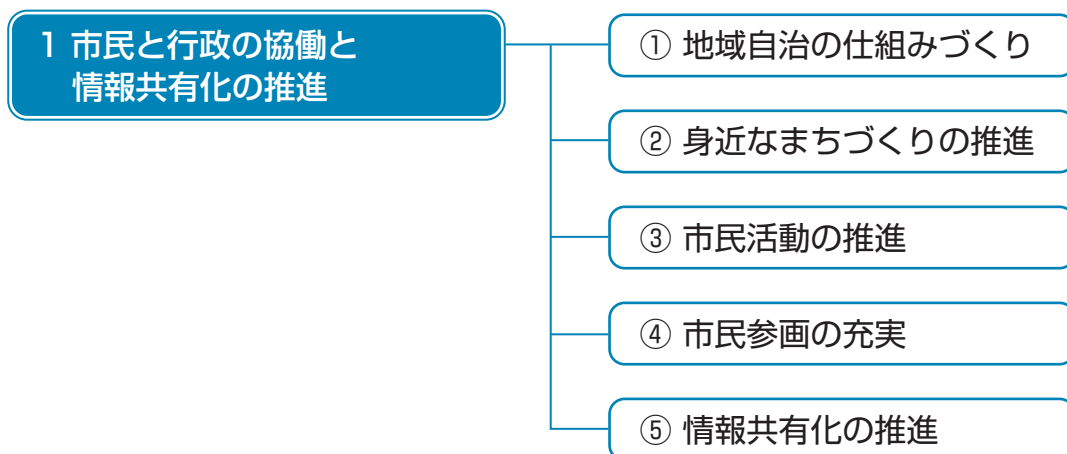 1 市民と行政の協働と
情報共有化の推進
① 地域自治の仕組みづくり
② 身近なまちづくりの推進
③ 市民活動の推進
④ 市民参画の充実
⑤ 情報共有化の推進